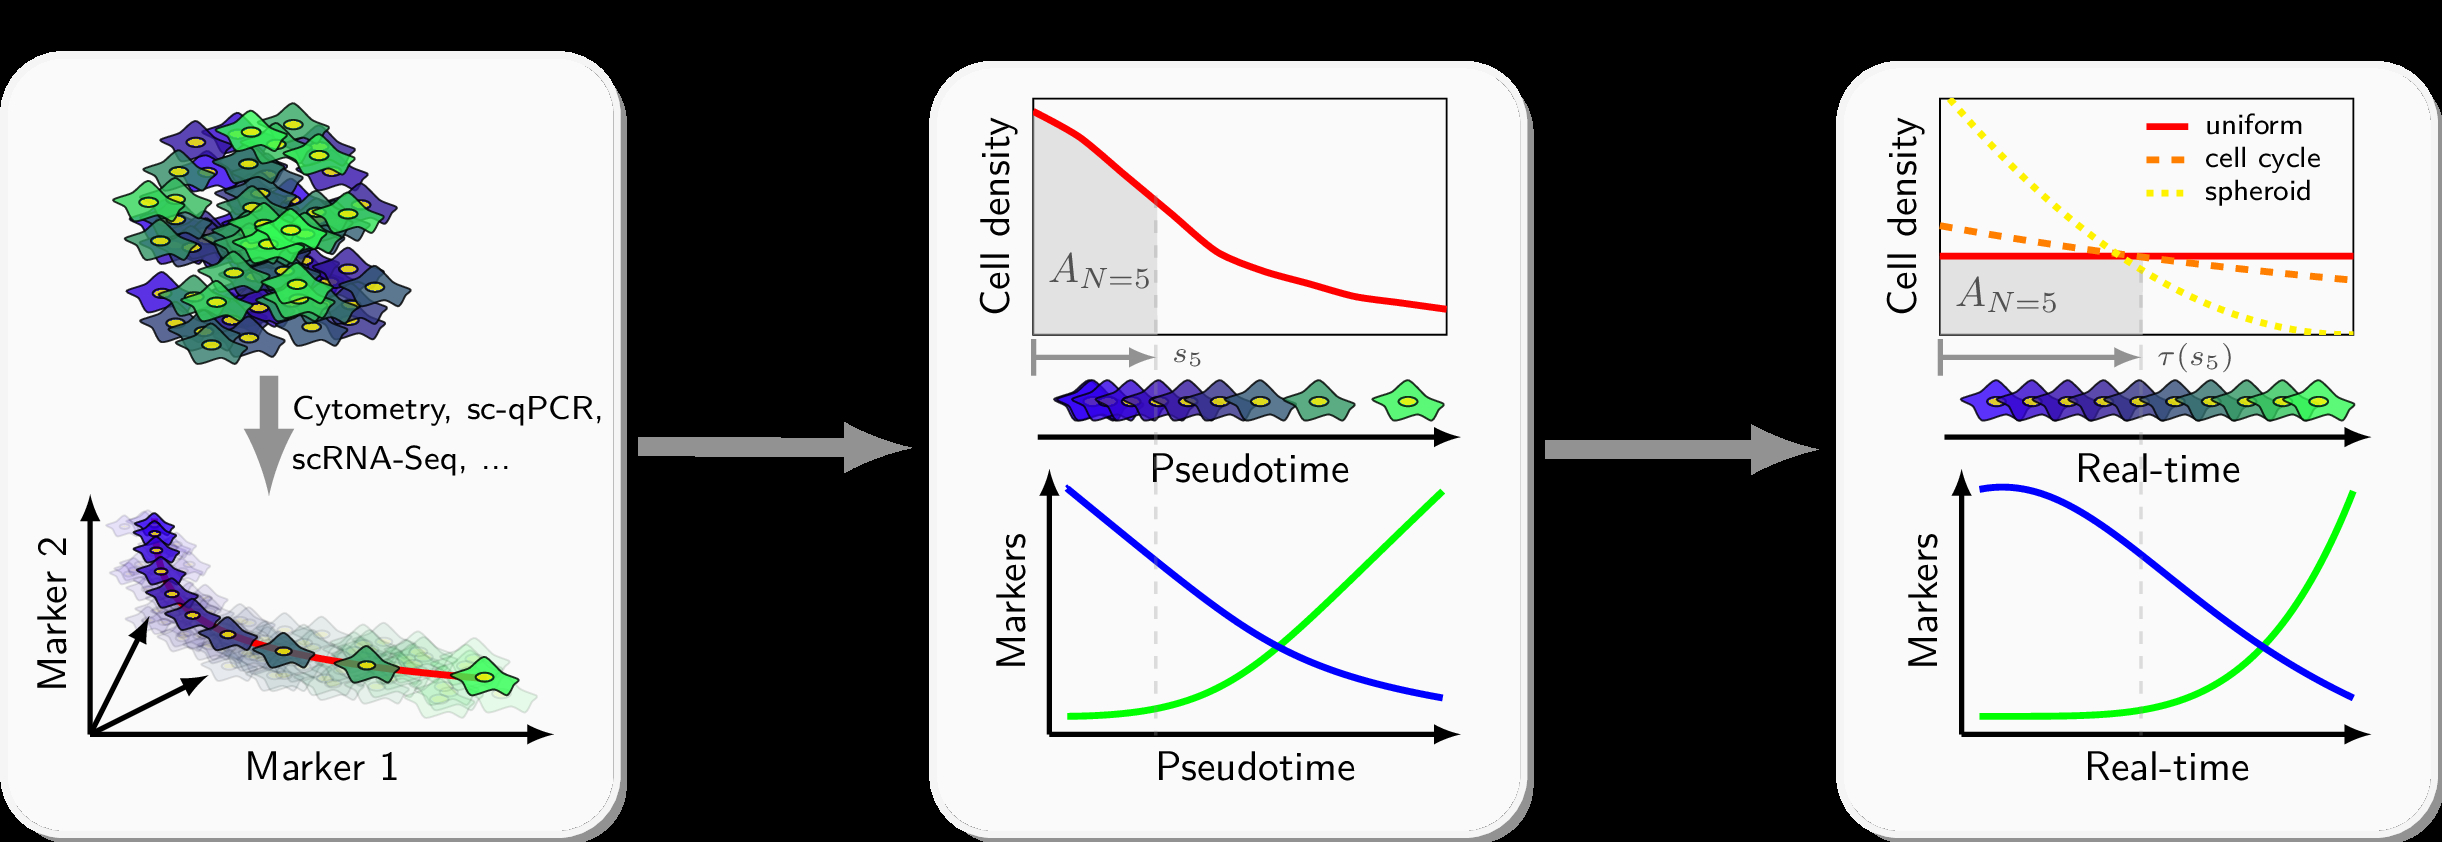 Cytometry, sc-qPCR,
scRNA-Seq, ...
Marker 2
Marker 1
Cell density
A_{N=5}
s_5
Pseudotime
Markers
Pseudotime
Cell density
uniform
cell cycle
spheroid
A_{N=5}
τ(s_5)
Real-time
Markers
Real-time